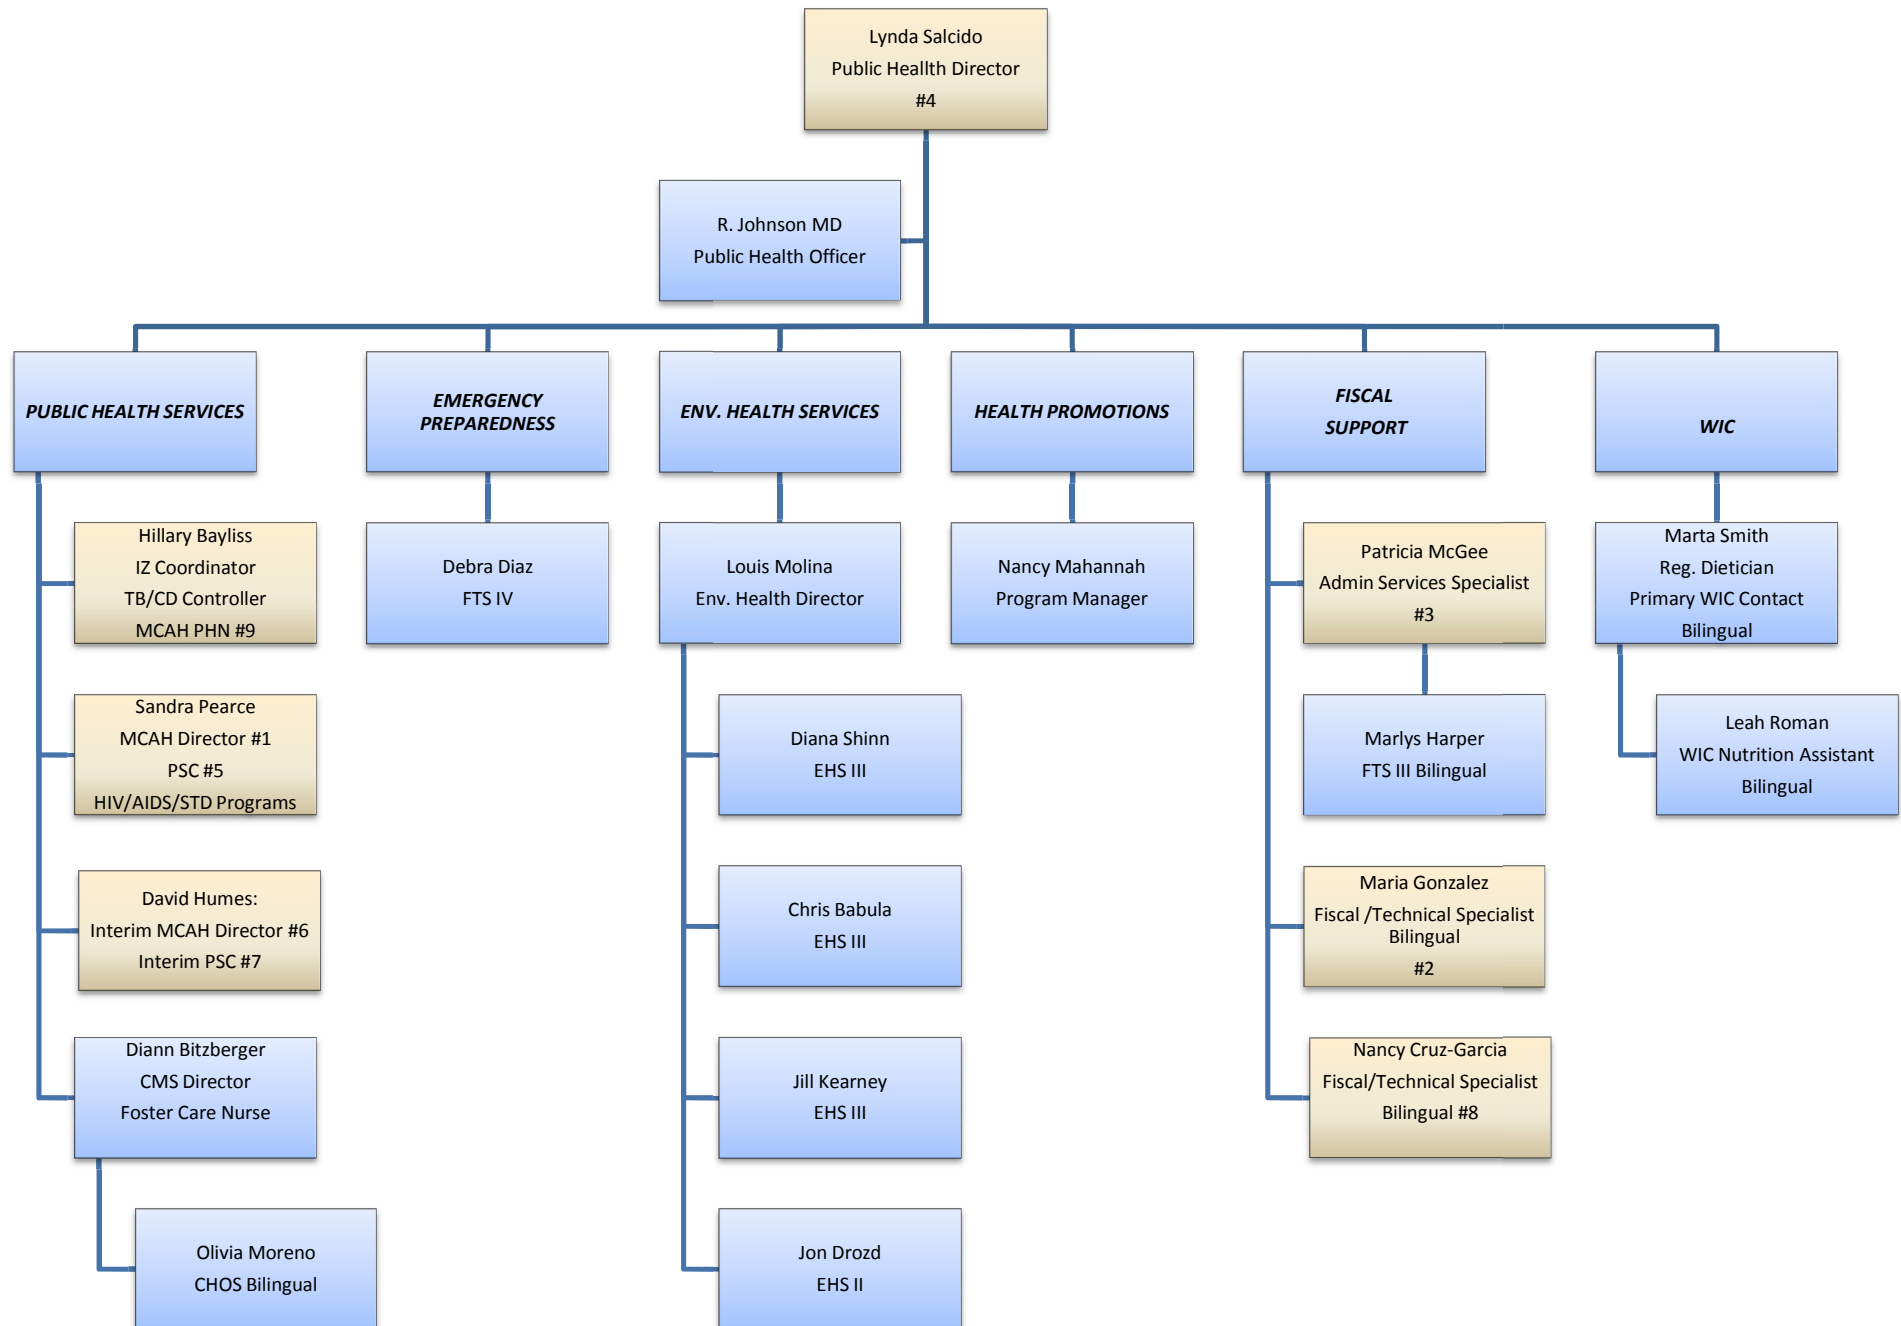 Lynda Salcido
Public Heallth Director
#4
R. Johnson MD
Public Health Officer
PUBLIC HEALTH SERVICES
EMERGENCY
PREPAREDNESS
ENV. HEALTH SERVICES
HEALTH PROMOTIONS
FISCAL
SUPPORT
WIC
Hillary Bayliss
IZ Coordinator
TB/CD Controller
MCAH PHN #9
Debra Diaz
FTS IV
Louis Molina
Env. Health Director
Nancy Mahannah
Program Manager
Patricia McGee
Admin Services Specialist
#3
Marta Smith
Reg. Dietician
Primary WIC Contact
Bilingual
Sandra Pearce
MCAH Director #1
PSC #5
HIV/AIDS/STD Programs
Diana Shinn
EHS III
Marlys Harper
FTS III Bilingual
Leah Roman
WIC Nutrition Assistant
Bilingual
David Humes:
Interim MCAH Director #6
Interim PSC #7
Chris Babula
EHS III
Maria Gonzalez
Fiscal /Technical Specialist
Bilingual
#2
Diann Bitzberger
CMS Director
Foster Care Nurse
Jill Kearney
EHS III
Nancy Cruz-Garcia
Fiscal/Technical Specialist
Bilingual #8
Olivia Moreno
CHOS Bilingual
Jon Drozd
EHS II